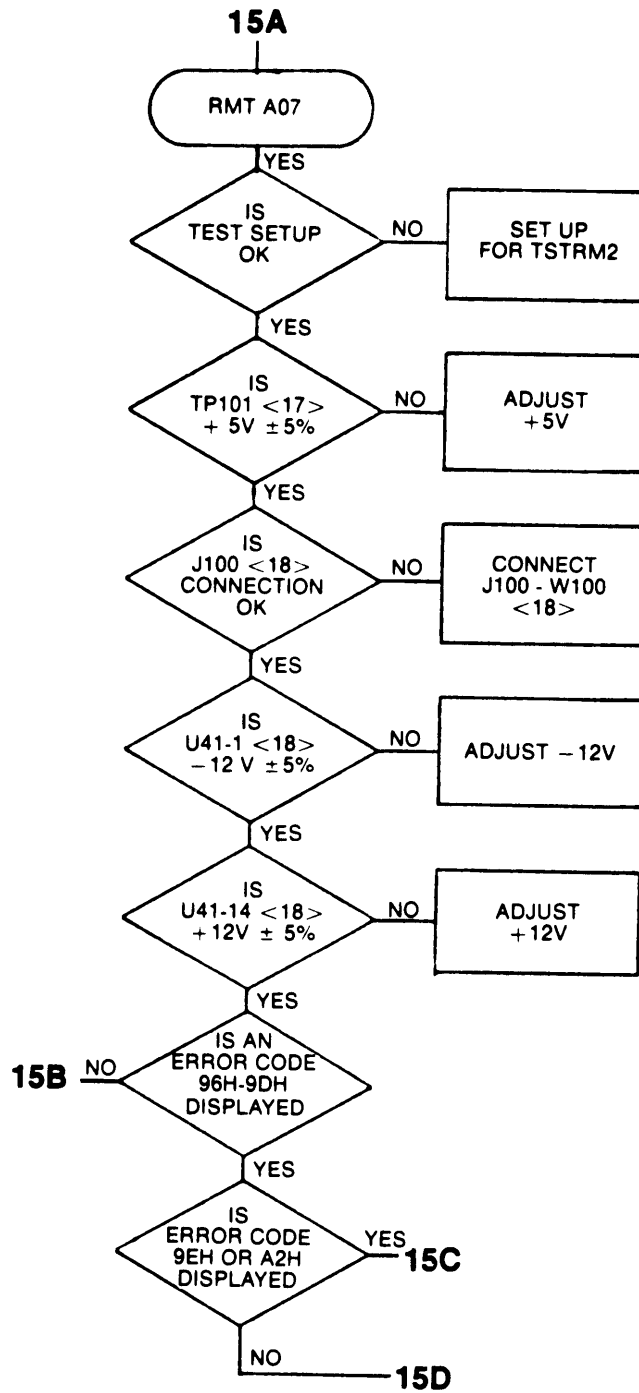 15A
RMT A07
YES
IS
TEST SETUP
OK
NO
SET UP
FOR TSTRM2
YES
IS
TP101 <17>
+ 5V ±5%
NO
ADJUST
+5V
YES
IS
J100 <18>
CONNECTION
OK
NO
CONNECT
J100 - W100
<18>
YES
IS
U41-1 <18>
−12 V ±5%
NO
ADJUST −12V
YES
IS
U41-14 <18>
+12V ± 5%
NO
ADJUST
+12V
YES
IS AN
ERROR CODE
96H-9DH
DISPLAYED
NO
15B
YES
IS
ERROR CODE
9EH OR A2H
DISPLAYED
YES
15C
NO
15D